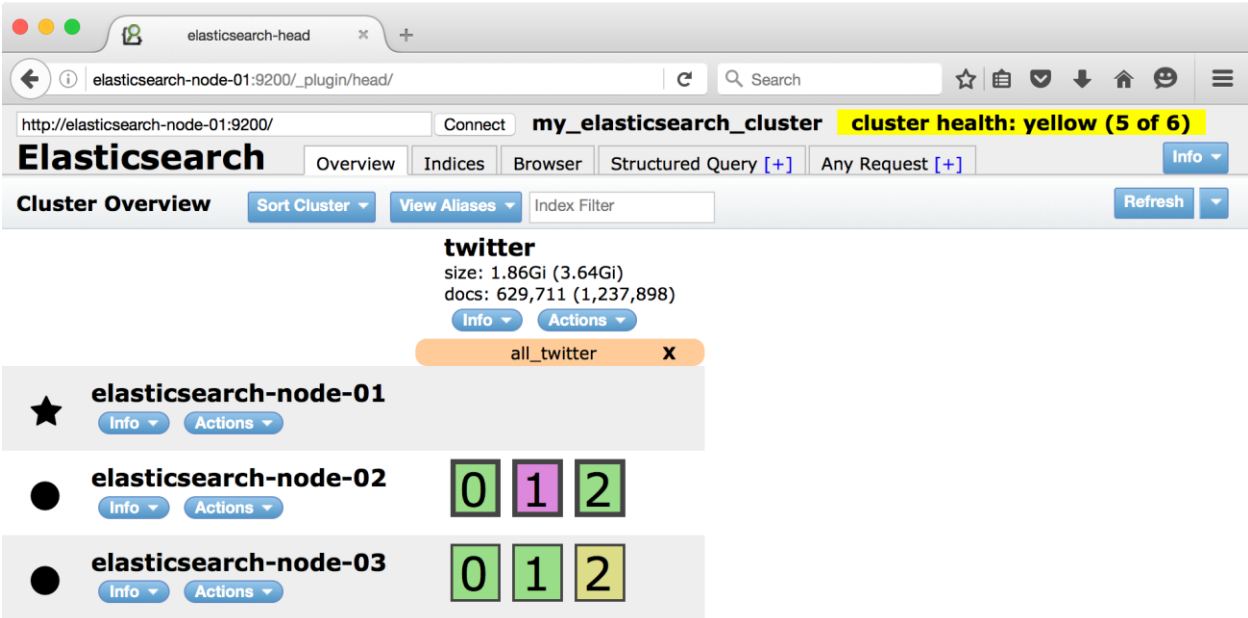 elasticsearch-head
elasticsearch-node-01:9200/_plugin/head/ Search
http://elasticsearch-node-01:9200/ Connect my_elasticsearch_cluster cluster health: yellow (5 of 6)
Elasticsearch Overview Indices Browser Structured Query [+] Any Request [+] Info
Cluster Overview Sort Cluster View Aliases Index Filter Refresh
twitter
size: 1.86Gi (3.64Gi)
docs: 629,711 (1,237,898)
Info Actions
all_twitter X
elasticsearch-node-01
Info Actions
elasticsearch-node-02 0 1 2
Info Actions
elasticsearch-node-03 0 1 2
Info Actions